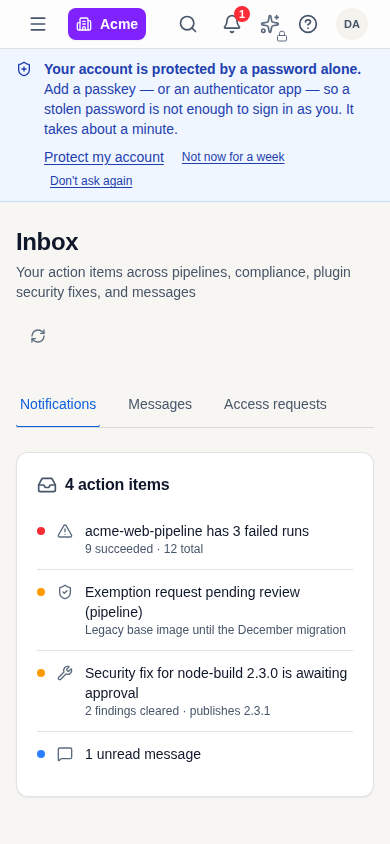 Acme
1
DA
Your account is protected by a password alone.
Add a passkey — or an authenticator app — so a
stolen password is not enough to sign in as you. It
takes about a minute.
Protect my account Not now for a week
Don't ask again
Inbox
Your action items across pipelines, compliance, plugin
security fixes, and messages
Notifications Messages Access requests
4 action items
acme-web-pipeline has 3 failed runs
9 succeeded · 12 total
Exemption request pending review
(pipeline)
Legacy base image until the December migration
Security fix for node-build 2.3.0 is awaiting
approval
2 findings cleared · publishes 2.3.1
1 unread message